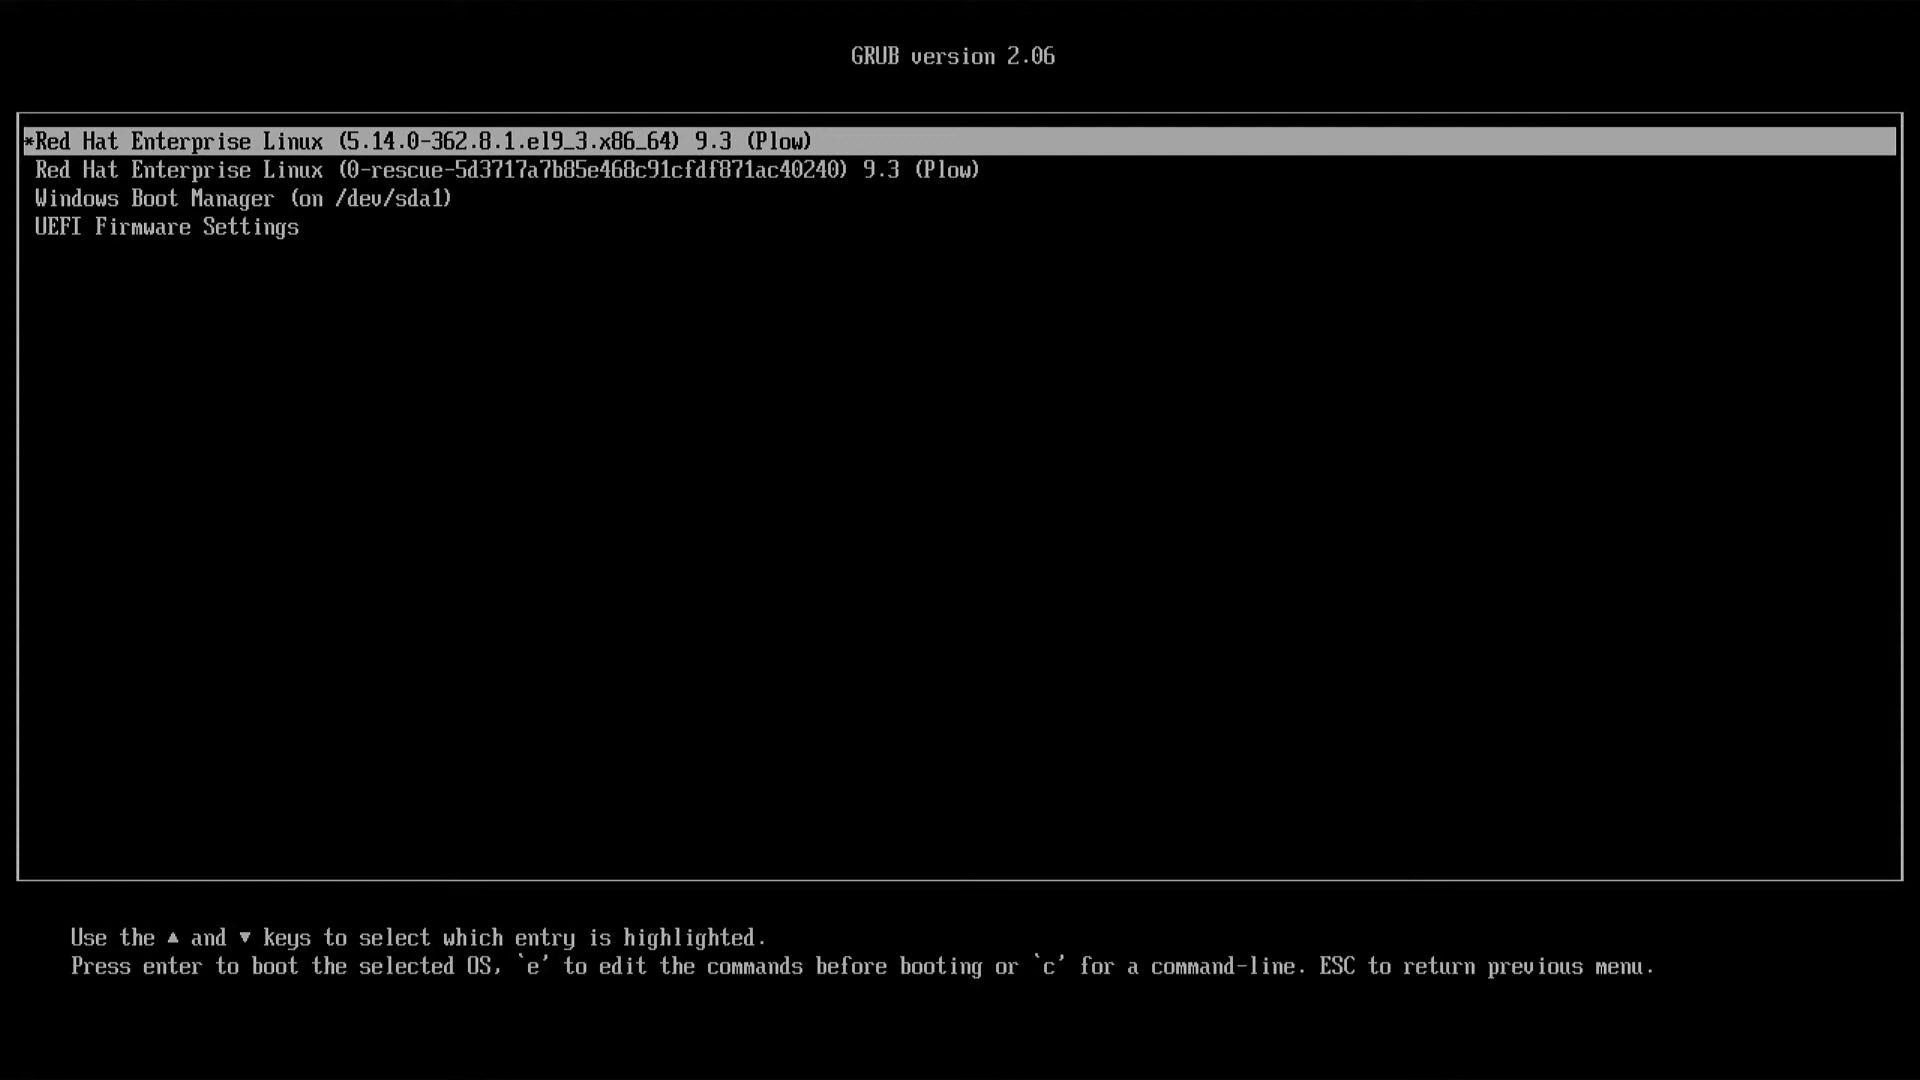 GRUB version 2.06
*Red Hat Enterprise Linux (5.14.0-362.8.1.el9_3.x86_64) 9.3 (Plow)
Red Hat Enterprise Linux (0-rescue-5d3717a7b85e468c91cfdf871ac40240) 9.3 (Plow)
Windows Boot Manager (on /dev/sda1)
UEFI Firmware Settings
Use the ▲ and ▼ keys to select which entry is highlighted.
Press enter to boot the selected OS, `e' to edit the commands before booting or `c' for a command-line. ESC to return previous menu.